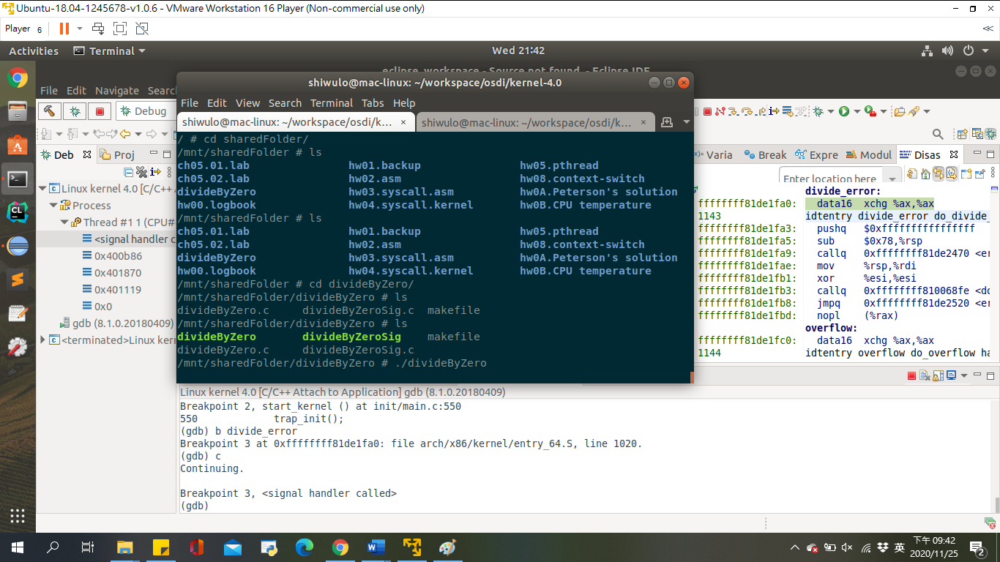 Ubuntu-18.04-1245678-v1.0.6 - VMware Workstation 16 Player (Non-commercial use only)
Player 6
Activities Terminal Wed 21:42
eclipse_workspace - Source not found. - Eclipse IDE
File Edit Navigate Searc
Debug
Deb Proj
Linux kernel 4.0 [C/C++ A
Process
Thread #1 1 (CPU#
<signal handler c
0x400b86
0x401870
0x401119
0x0
gdb (8.1.0.20180409)
<terminated>Linux ker
shiwulo@mac-linux: ~/workspace/osdi/kernel-4.0
File Edit View Search Terminal Tabs Help
shiwulo@mac-linux: ~/workspace/osdi/k... × shiwulo@mac-linux: ~/workspace/osdi/k... ×
/ # cd sharedFolder/
/mnt/sharedFolder # ls
ch05.01.lab hw01.backup hw05.pthread
ch05.02.lab hw02.asm hw08.context-switch
divideByZero hw03.syscall.asm hw0A.Peterson's solution
hw00.logbook hw04.syscall.kernel hw0B.CPU temperature
/mnt/sharedFolder # ls
ch05.01.lab hw01.backup hw05.pthread
ch05.02.lab hw02.asm hw08.context-switch
divideByZero hw03.syscall.asm hw0A.Peterson's solution
hw00.logbook hw04.syscall.kernel hw0B.CPU temperature
/mnt/sharedFolder # cd divideByZero/
/mnt/sharedFolder/divideByZero # ls
divideByZero.c divideByZeroSig.c makefile
/mnt/sharedFolder/divideByZero # ls
divideByZero divideByZeroSig makefile
divideByZero.c divideByZeroSig.c
/mnt/sharedFolder/divideByZero # ./divideByZero
Varia Break Expre Modul Disas
Enter location here
divide_error:
ffffffff81de1fa0: data16 xchg %ax,%ax
1143 idtentry divide_error do_divide_
ffffffff81de1fa3: pushq $0xffffffffffffffff
ffffffff81de1fa5: sub $0x78,%rsp
ffffffff81de1fa9: callq 0xffffffff81de2470 <er
ffffffff81de1fae: mov %rsp,%rdi
ffffffff81de1fb1: xor %esi,%esi
ffffffff81de1fb3: callq 0xffffffff810068fe <do
ffffffff81de1fb8: jmpq 0xffffffff81de2520 <er
ffffffff81de1fbd: nopl (%rax)
overflow:
ffffffff81de1fc0: data16 xchg %ax,%ax
1144 idtentry overflow do_overflow ha
Linux kernel 4.0 [C/C++ Attach to Application] gdb (8.1.0.20180409)
Breakpoint 2, start_kernel () at init/main.c:550
550 trap_init();
(gdb) b divide_error
Breakpoint 3 at 0xffffffff81de1fa0: file arch/x86/kernel/entry_64.S, line 1020.
(gdb) c
Continuing.
Breakpoint 3, <signal handler called>
(gdb)
英
下午 09:42
2020/11/25
2